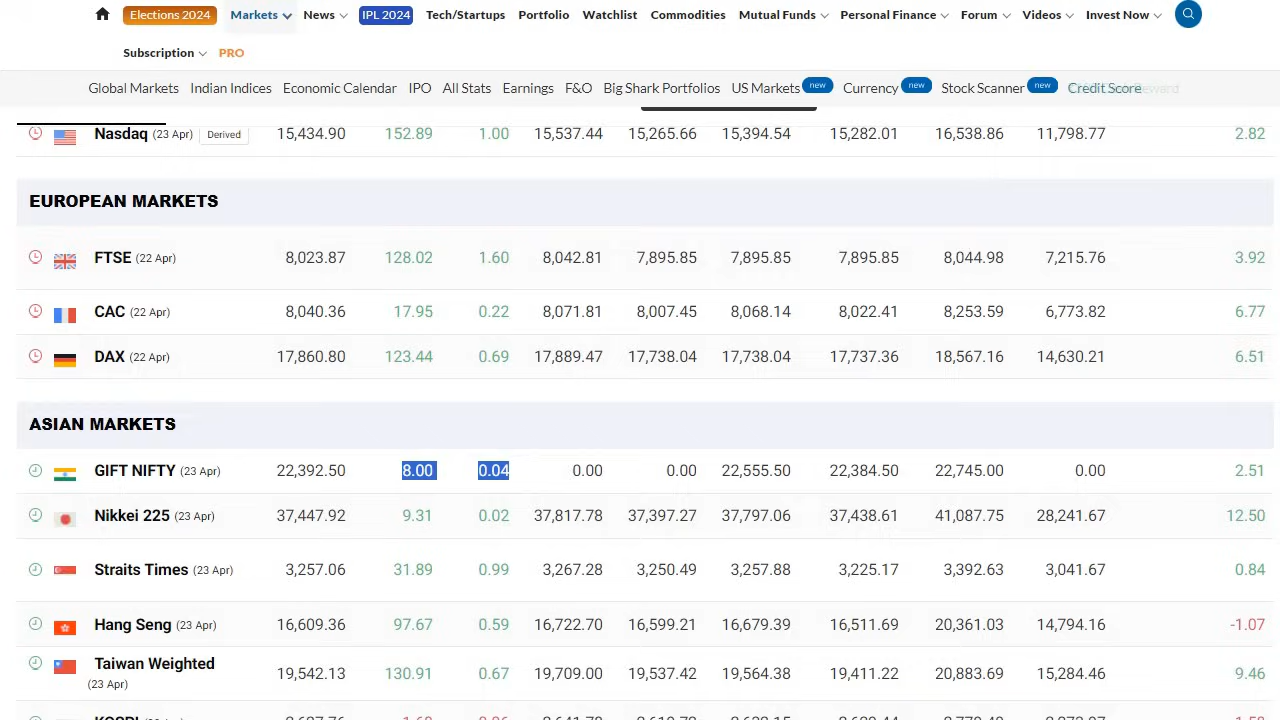 Elections 2024 Markets News IPL 2024 Tech/Startups Portfolio Watchlist Commodities Mutual Funds Personal Finance Forum Videos Invest Now
Subscription PRO
Global Markets Indian Indices Economic Calendar IPO All Stats Earnings F&O Big Shark Portfolios US Markets new Currency new Stock Scanner new Credit Score
Nasdaq (23 Apr) Derived 15,434.90 152.89 1.00 15,537.44 15,265.66 15,394.54 15,282.01 16,538.86 11,798.77 2.82
EUROPEAN MARKETS
FTSE (22 Apr) 8,023.87 128.02 1.60 8,042.81 7,895.85 7,895.85 7,895.85 8,044.98 7,215.76 3.92
CAC (22 Apr) 8,040.36 17.95 0.22 8,071.81 8,007.45 8,068.14 8,022.41 8,253.59 6,773.82 6.77
DAX (22 Apr) 17,860.80 123.44 0.69 17,889.47 17,738.04 17,738.04 17,737.36 18,567.16 14,630.21 6.51
ASIAN MARKETS
GIFT NIFTY (23 Apr) 22,392.50 8.00 0.04 0.00 0.00 22,555.50 22,384.50 22,745.00 0.00 2.51
Nikkei 225 (23 Apr) 37,447.92 9.31 0.02 37,817.78 37,397.27 37,797.06 37,438.61 41,087.75 28,241.67 12.50
Straits Times (23 Apr) 3,257.06 31.89 0.99 3,267.28 3,250.49 3,257.88 3,225.17 3,392.63 3,041.67 0.84
Hang Seng (23 Apr) 16,609.36 97.67 0.59 16,722.70 16,599.21 16,679.39 16,511.69 20,361.03 14,794.16 -1.07
Taiwan Weighted 19,542.13 130.91 0.67 19,709.00 19,537.42 19,564.38 19,411.22 20,883.69 15,284.46 9.46
(23 Apr)
KOSPI